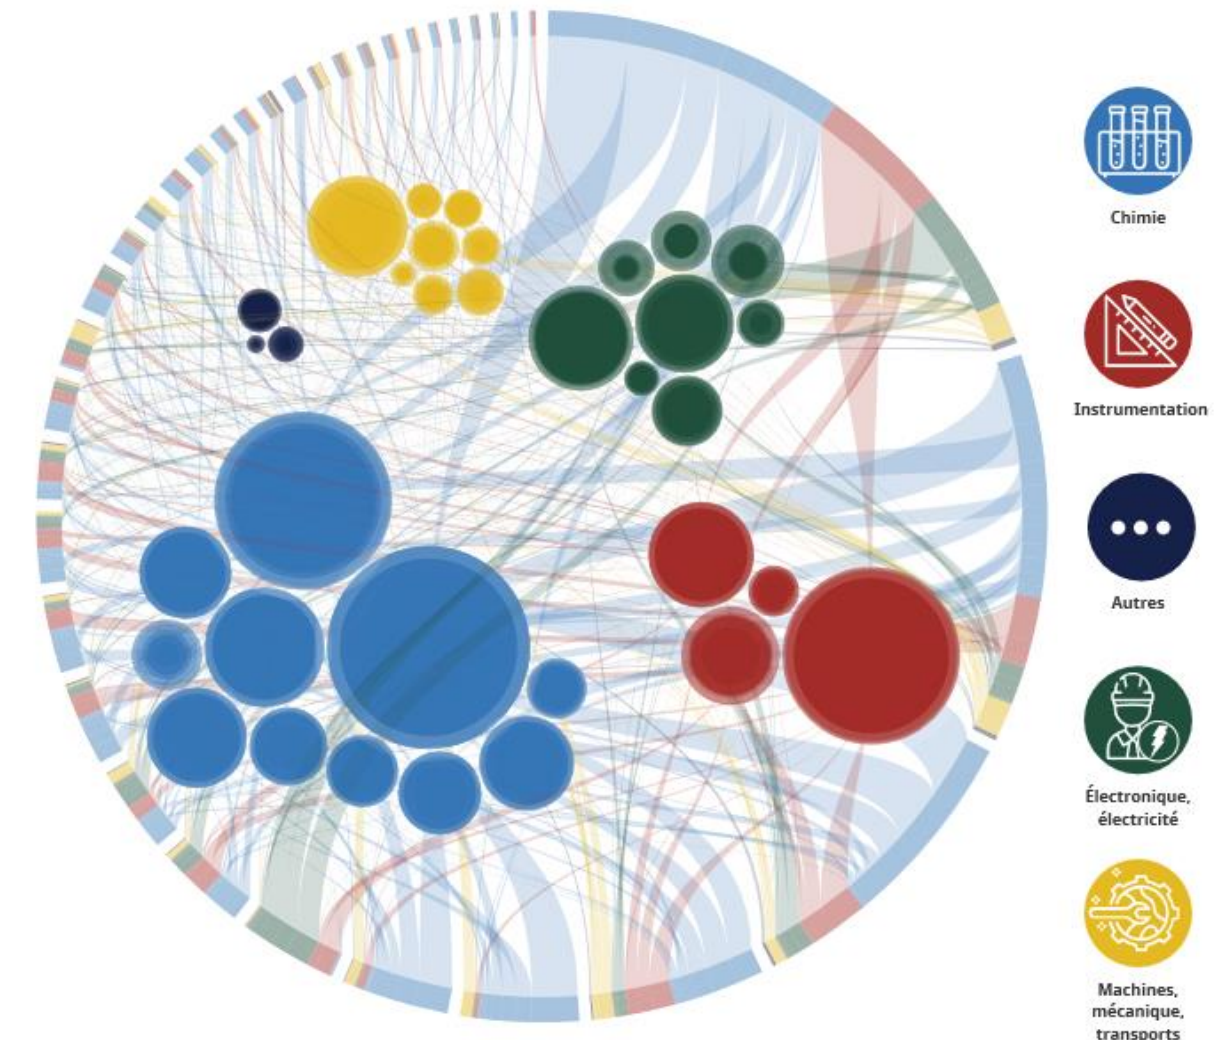 Chimie
Instrumentation
Autres
Électronique,
électricité
Machines,
mécanique,
transports